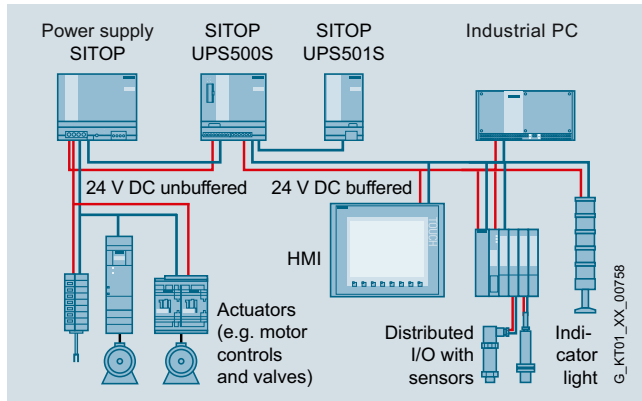 Power supply
SITOP
SITOP
UPS500S
SITOP
UPS501S
Industrial PC
24 V DC unbuffered
24 V DC buffered
HMI
TOUCH
Actuators
(e.g. motor
controls
and valves)
Distributed
I/O with
sensors
Indi-
cator
light
G_KT01_XX_00758